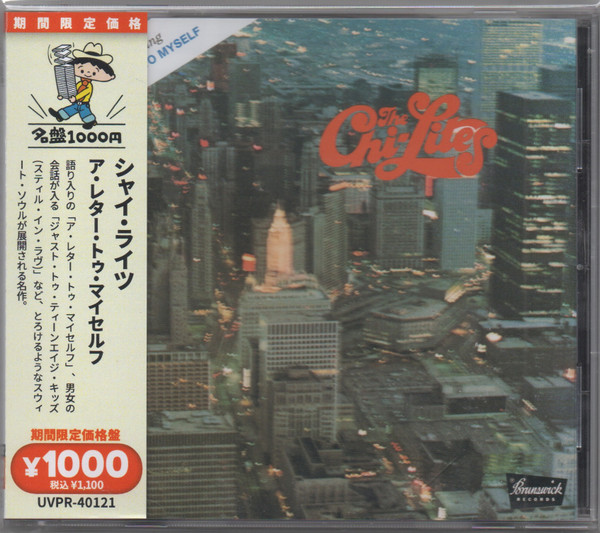 期間限定価格
名盤1000円
シャイ・ライツ
ア・レター・トゥ・マイセルフ
語り入りの「ア・レター・トゥ・マイセルフ」、男女の
会話が入る「ジャスト・トゥ・ティーンエイジ・キッズ
（スティル・イン・ラヴ）」など、とろけるようなスウィ
ート・ソウルが展開される名作。
期間限定価格盤
¥1000
税込¥1,100
UVPR-40121
O MYSELF
The
Chi-Lites
Brunswick
RECORDS